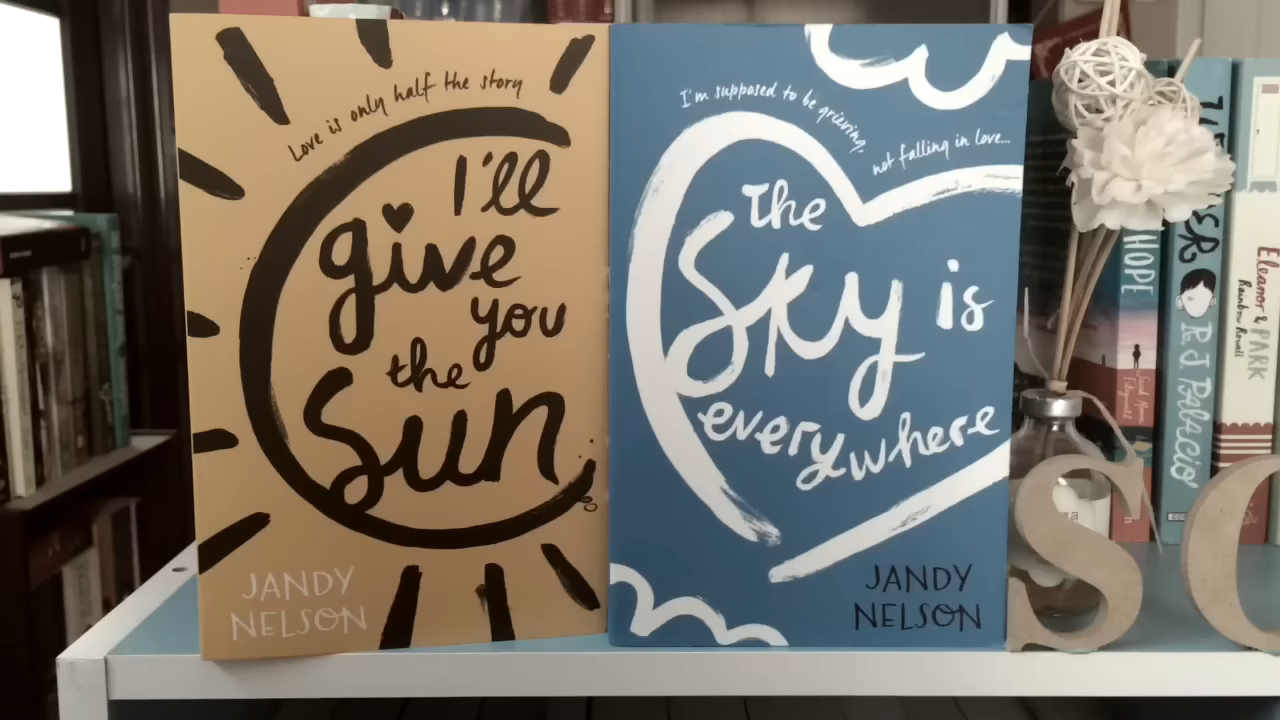 Love is only half the story
I'll
give
you
the
Sun
JANDY
NELSON
I'm supposed to be grieving,
not falling in love...
The
Sky is
everywhere
JANDY
NELSON
HOPE
R.J. PALACIO
Eleanor & PARK
Rainbow Rowell
SC